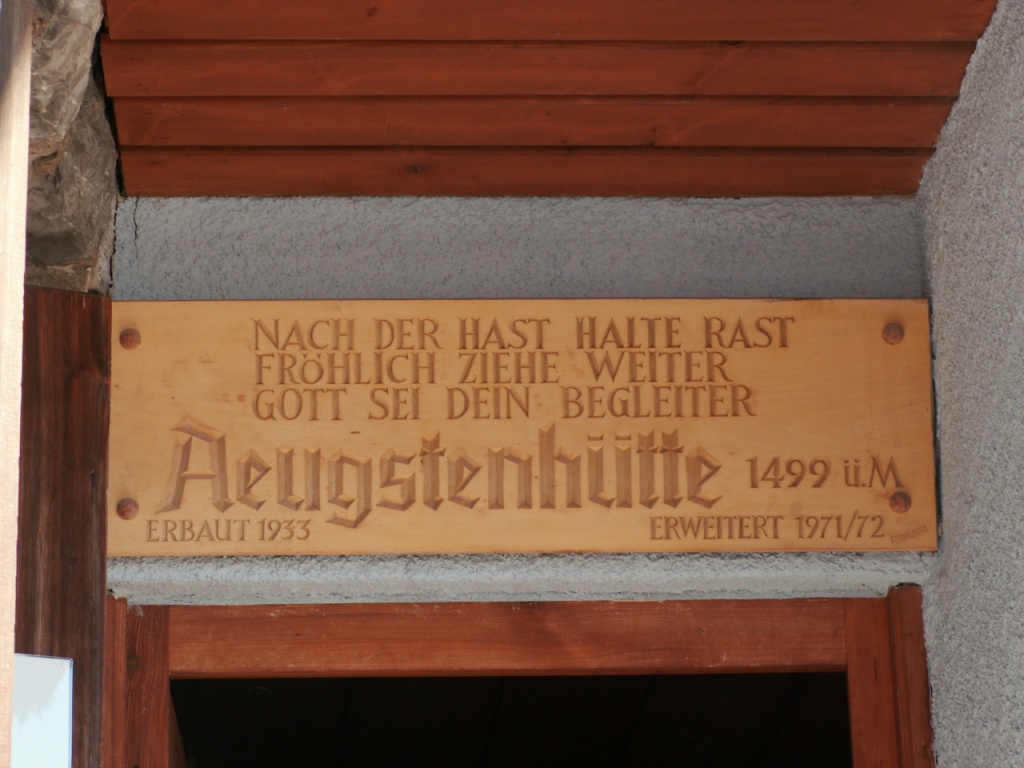 NACH DER HAST HALTE RAST
FRÖHLICH ZIEHE WEITER
GOTT SEI DEIN BEGLEITER
Aeugstenhütte 1499 ü.M
ERBAUT 1933 ERWEITERT 1971/72